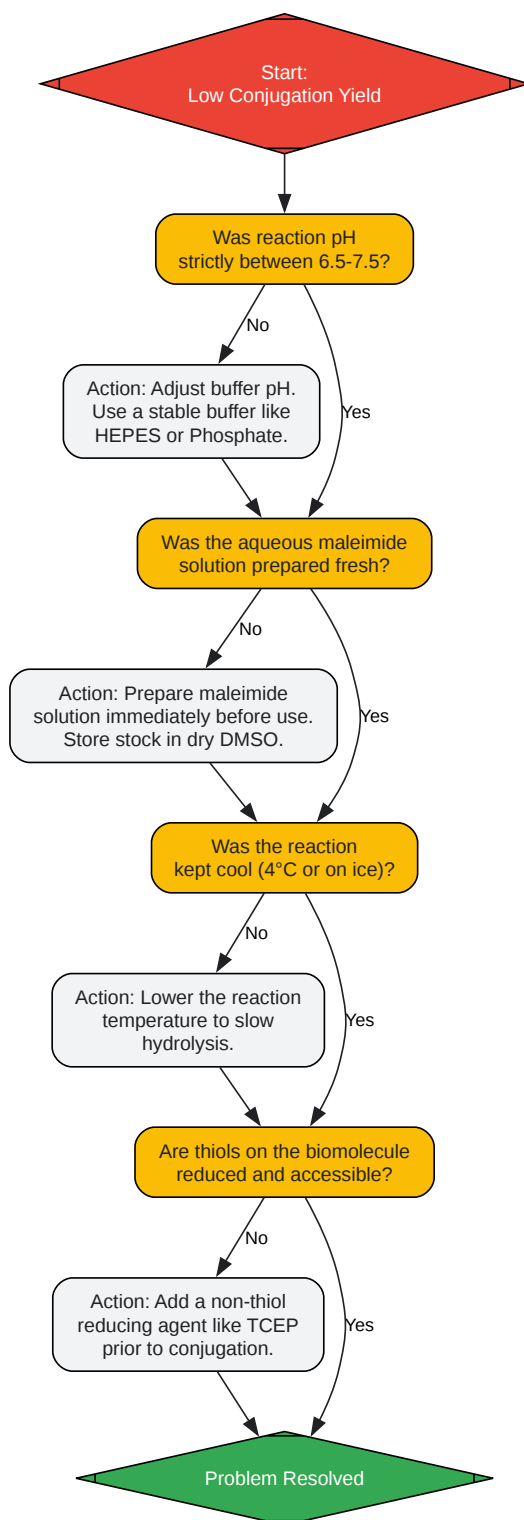 Start:
Low Conjugation Yield
Was reaction pH
strictly between 6.5-7.5?
No
Action: Adjust buffer pH.
Use a stable buffer like
HEPES or Phosphate.
Yes
Was the aqueous maleimide
solution prepared fresh?
No
Action: Prepare maleimide
solution immediately before use.
Store stock in dry DMSO.
Yes
Was the reaction
kept cool (4°C or on ice)?
No
Action: Lower the reaction
temperature to slow
hydrolysis.
Yes
Are thiols on the biomolecule
reduced and accessible?
No
Action: Add a non-thiol
reducing agent like TCEP
prior to conjugation.
Yes
Problem Resolved